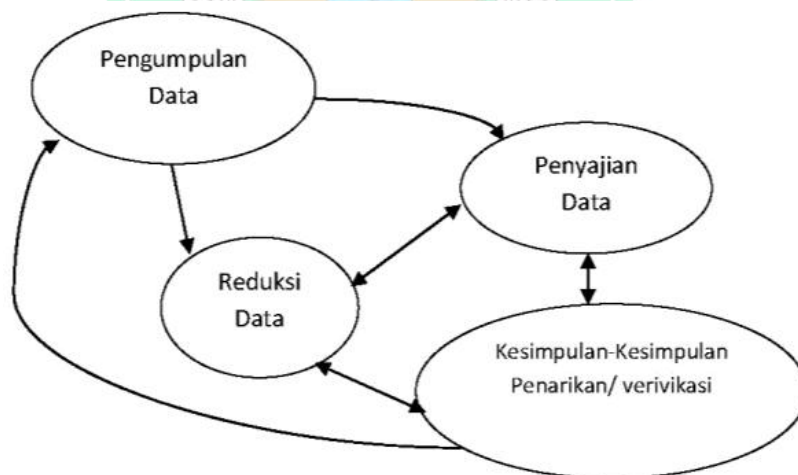 Pengumpulan
Data
Penyajian
Data
Reduksi
Data
Kesimpulan-Kesimpulan
Penarikan/ verivikasi